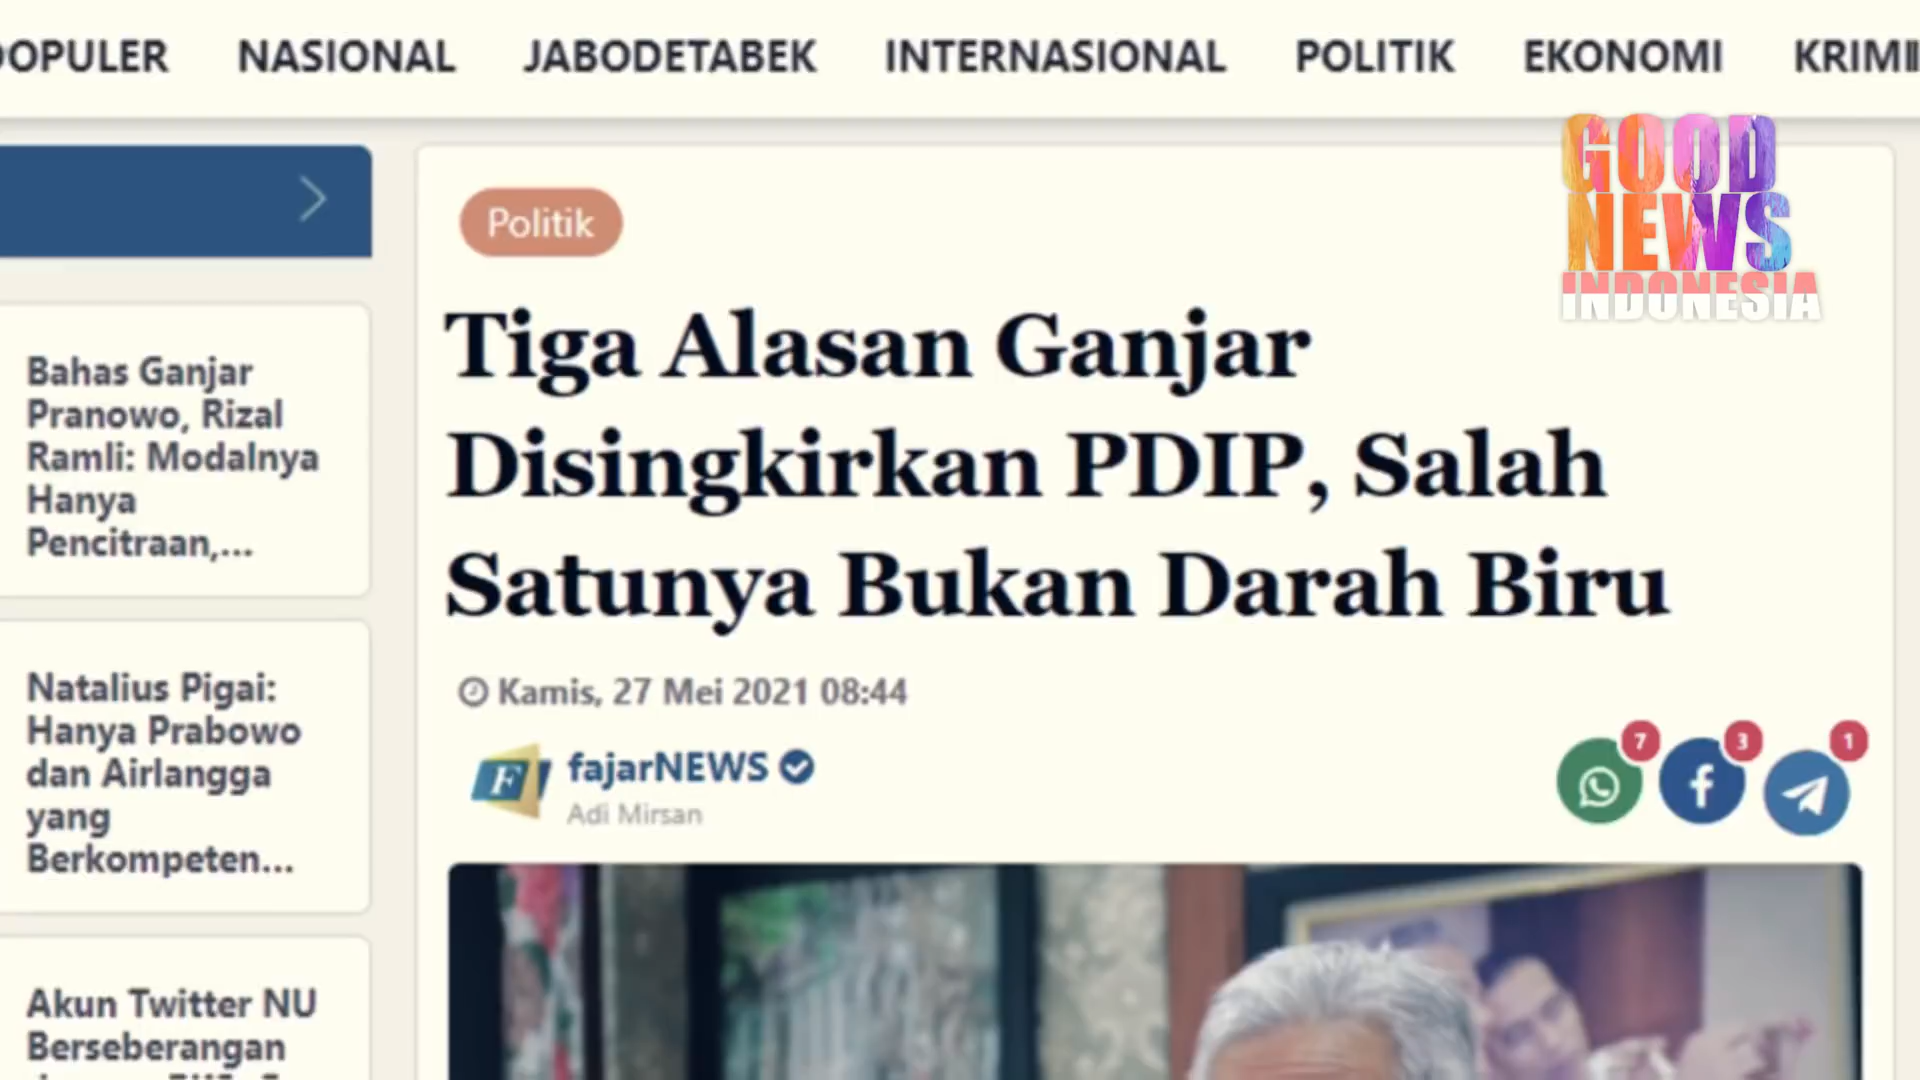 NASIONAL
JABODETABEK
INTERNASIONAL
POLITIK
EKONOMI
GOOD
NEWS
INDONESIA
Politik
Tiga Alasan Ganjar
Disingkirkan PDIP, Salah
Satunya Bukan Darah Biru
Kamis, 27 Mei 2021 08:44
fajarNEWS
Adi Mirsan
7
3
1
Bahas Ganjar
Pranowo, Rizal
Ramli: Modalnya
Hanya
Pencitraan,...
Natalius Pigai:
Hanya Prabowo
dan Airlangga
yang
Berkompeten...
Akun Twitter NU
Berseberangan